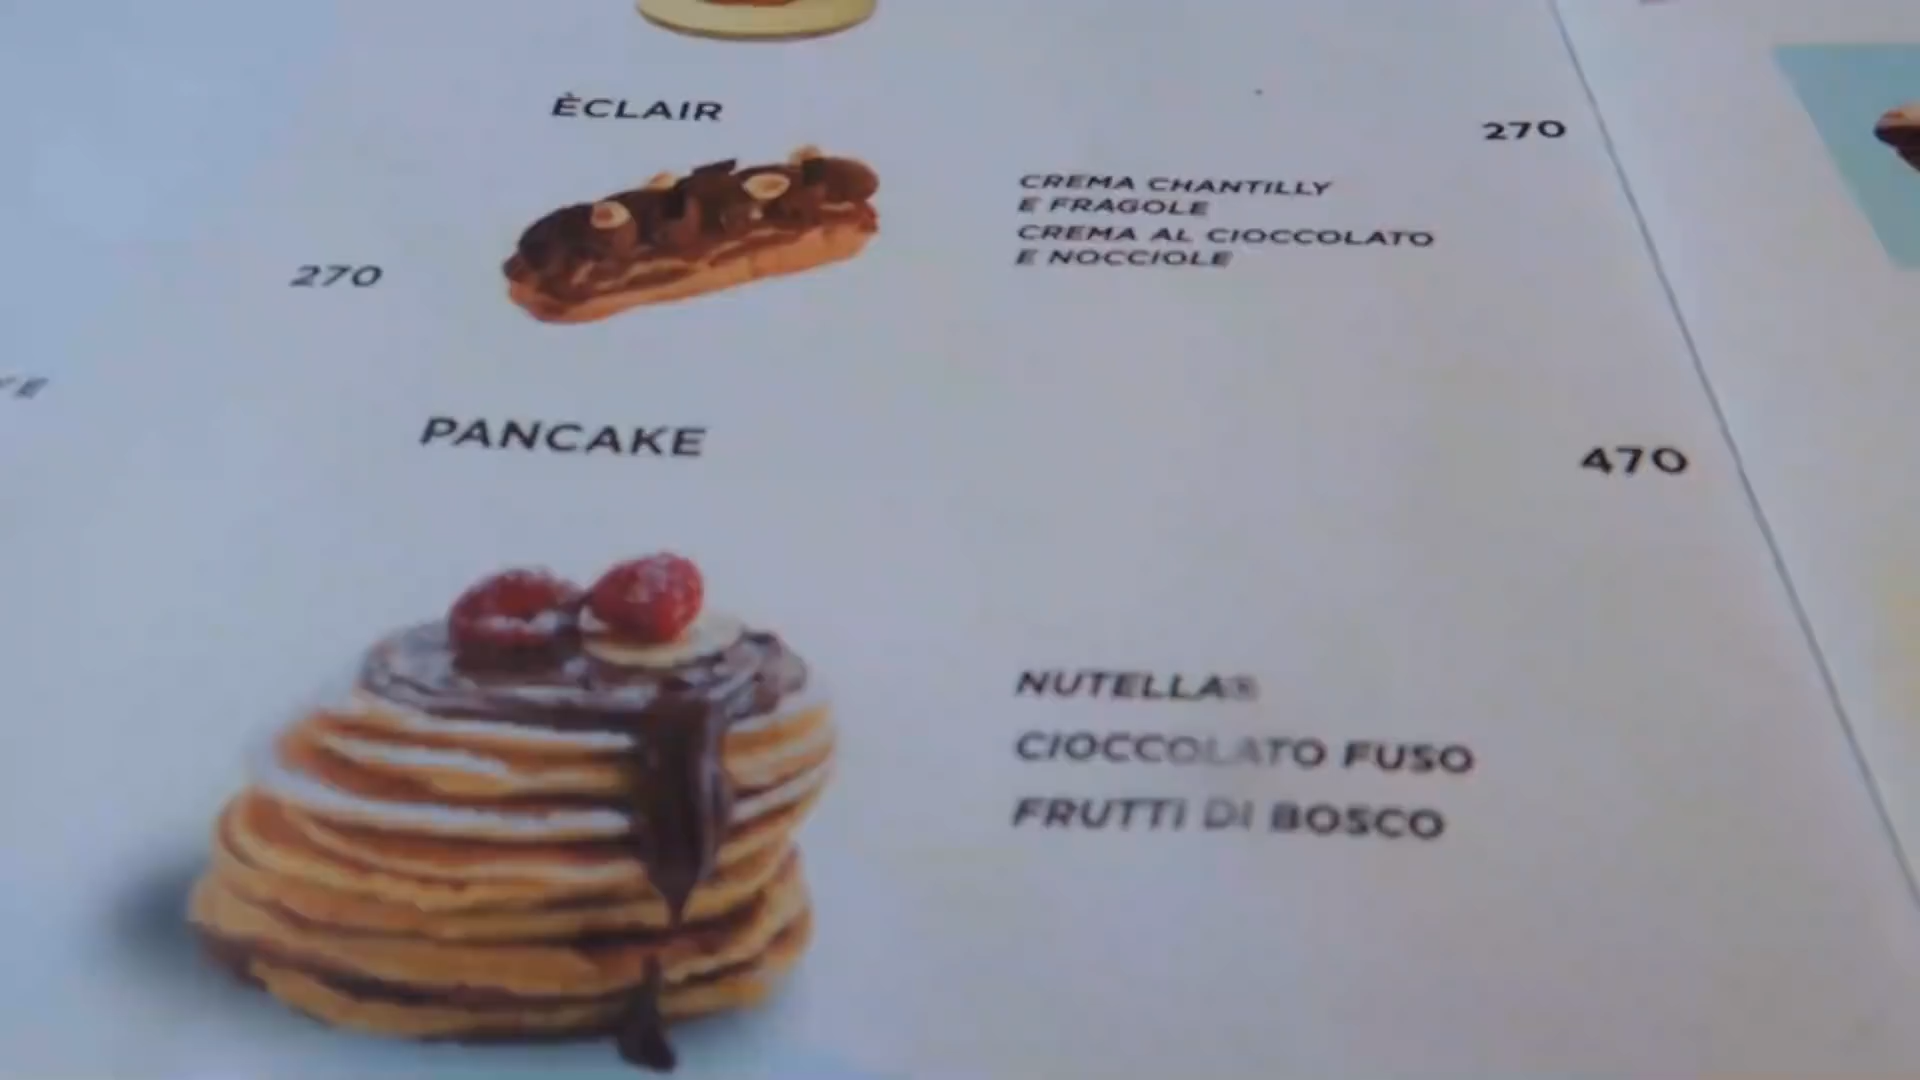 ÈCLAIR
270
CREMA CHANTILLY
E FRAGOLE
CREMA AL CIOCCOLATO
E NOCCIOLE
270
PANCAKE
470
NUTELLA®
CIOCCOLATO FUSO
FRUTTI DI BOSCO